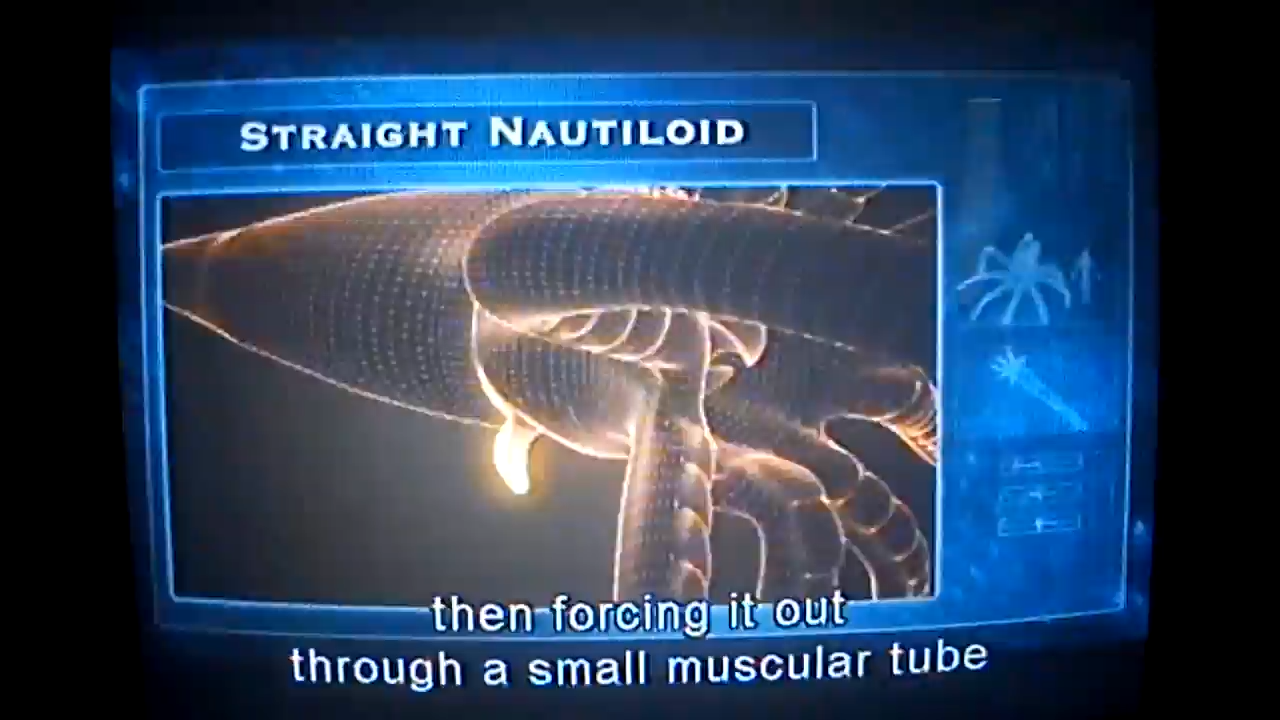 STRAIGHT NAUTILOID
then forcing it out
through a small muscular tube